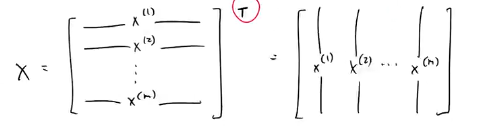 X = [ — x^(1) — — x^(2) — ⋮ — x^(m) — ]^T = [ x^(1) x^(2) ⋯ x^(m) ]